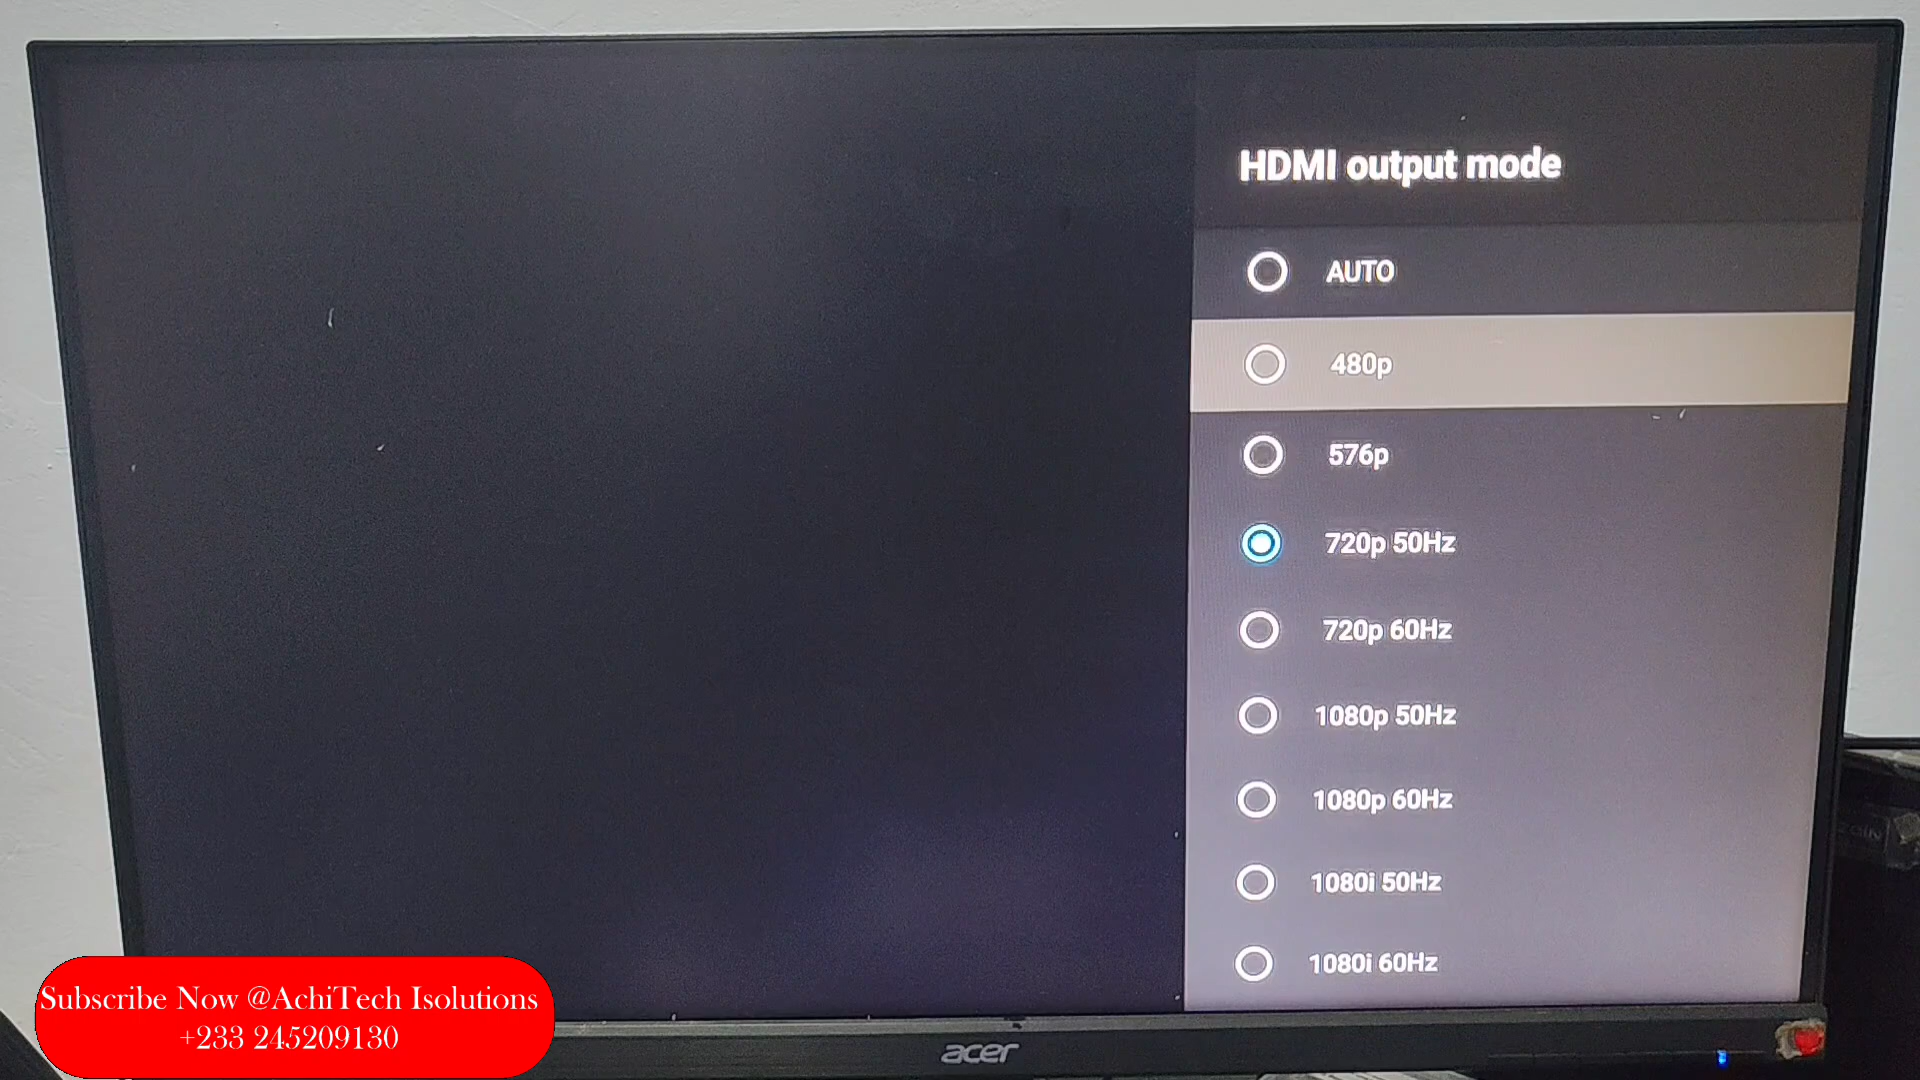 HDMI output mode
AUTO
480p
576p
720p 50Hz
720p 60Hz
1080p 50Hz
1080p 60Hz
1080i 50Hz
1080i 60Hz
Subscribe Now @AchiTech Isolutions
+233 245209130
acer